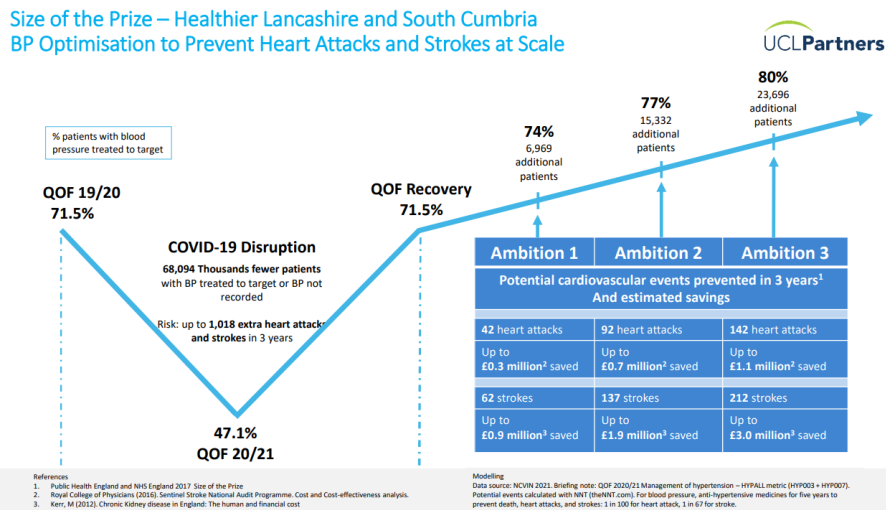 Size of the Prize – Healthier Lancashire and South Cumbria
BP Optimisation to Prevent Heart Attacks and Strokes at Scale
UCLPartners
% patients with blood
pressure treated to target
QOF 19/20
71.5%
COVID-19 Disruption
68,094 Thousands fewer patients
with BP treated to target or BP not
recorded
Risk: up to 1,018 extra heart attacks
and strokes in 3 years
47.1%
QOF 20/21
QOF Recovery
71.5%
74%
6,969
additional
patients
77%
15,332
additional
patients
80%
23,696
additional
patients
Ambition 1 Ambition 2 Ambition 3
Potential cardiovascular events prevented in 3 years1
And estimated savings
42 heart attacks 92 heart attacks 142 heart attacks
Up to Up to Up to
£0.3 million2 saved £0.7 million2 saved £1.1 million2 saved
62 strokes 137 strokes 212 strokes
Up to Up to Up to
£0.9 million3 saved £1.9 million3 saved £3.0 million3 saved
References
1. Public Health England and NHS England 2017 Size of the Prize
2. Royal College of Physicians (2016). Sentinel Stroke National Audit Programme. Cost and Cost-effectiveness analysis.
3. Kerr, M (2012). Chronic Kidney disease in England: The human and financial cost
Modelling
Data source: NCVIN 2021. Briefing note: QOF 2020/21 Management of hypertension – HYPALL metric (HYP003 + HYP007).
Potential events calculated with NNT (theNNT.com). For blood pressure, anti-hypertensive medicines for five years to
prevent death, heart attacks, and strokes: 1 in 100 for heart attack, 1 in 67 for stroke.